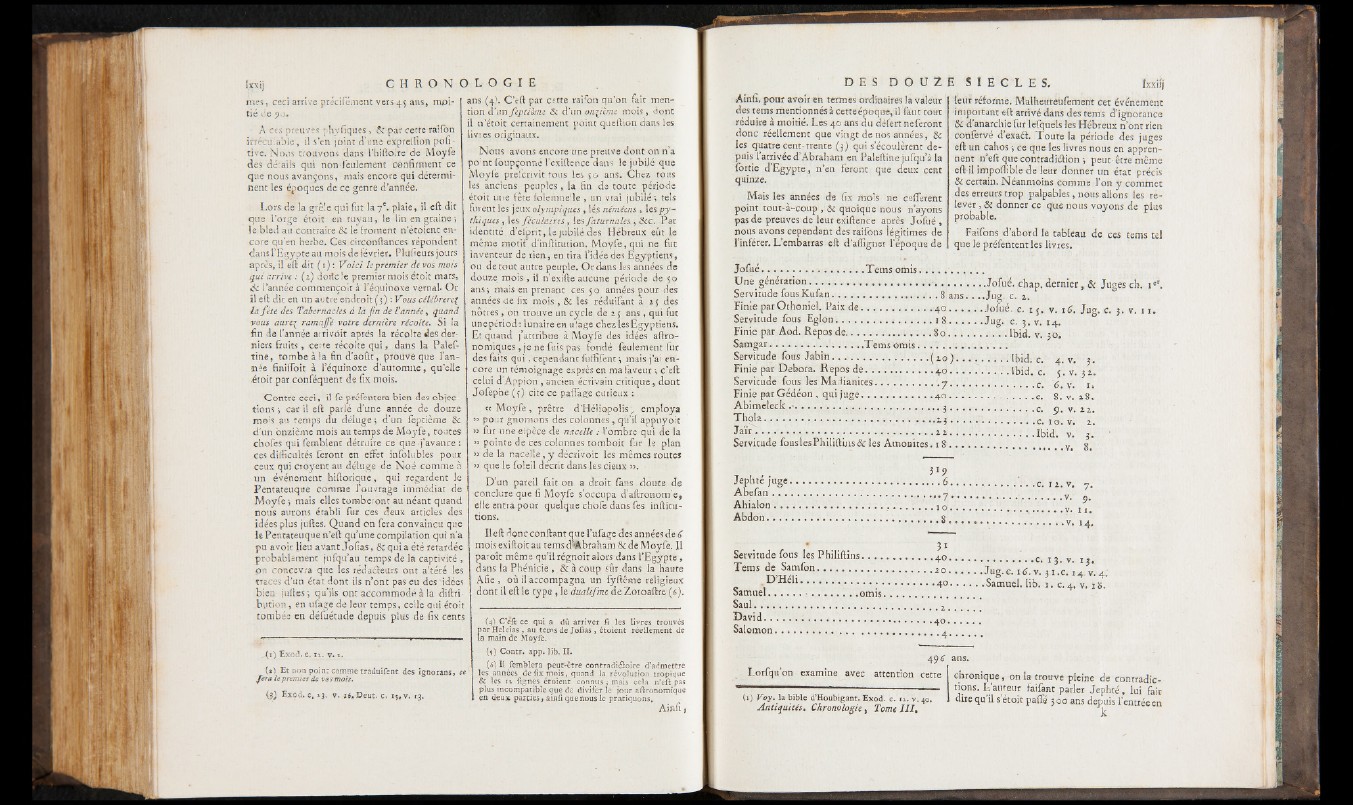 lxxij CHRONOLOGIE
mes, ceci arrive précisément vers 45 ans, moi-
tié de 90.
A ces preuves physiques, & par cette raison
irrécusable, il s'en joint d'une expression posi-
tive. Nous trouvons dans l'histoire de Moyse
des détails qui non seulement confirment ce
que nous avançons, mais encore qui détermi-
nent les époques de ce genre d'année.
Lors de la grêle qui fut la 7e. plaie, il est dit
que l'orge étoit en tuyau, le lin en graine;
le bled au contraire & le froment n'étoient en-
core qu'en herbe. Ces circonstances répondent
dans l'Egypte au mois de février. Plusieurs jours
après, il est dit (1): Voici le premier de vos mois
qui arrive: (2) donc le premier mois étoit mars,
& l'année commençoit à l'équinoxe vernal. Or
il est dit en un autre endroit (3): Vous célébrerez
la fête des Tabernacles à la fin de l'année, quand
vous aurez ramassé votre dernière récolte. Si la
fin de l'année arrivoit après la récolte des der-
niers fruits, cette récolte qui, dans la Pales-
tine, tombe à la fin d'août, prouve que l'an-
née finissoit à l'équinoxe d'automne, qu'elle
étoit par conséquent de six mois.
Contre ceci, il se présentera bien des objec-
tions; car il est parlé d'une année de douze
mois au temps du déluge; d'un septième &
d'un onzième mois au temps de Moyse, toutes
choses qui semblent détruire ce que j'avance:
ces difficultés seront en effet insolubles pour
ceux qui croyent au déluge de Noé comme à
un événement historique, qui regardent le
Pentateuque comme l'ouvrage immédiat de
Moyse; mais elles tomberont au néant quand
nous aurons établi sur ces deux articles des
idées plus justes. Quand on sera convaincu que
le Pentateuque n'est qu'une compilation qui n'a
pu avoir lieu avant Josias, & qui a été retardée
probablement jusqu'au temps de la captivité,
on concevra que les rédacteurs ont altéré les
traces d'un état dont ils n'ont pas eu des idées
bien justes; qu'ils ont accommodé à la distri-
bution, en usage de leur temps, celle qui étoit
tombée en désuétude depuis plus de six cents
(1) Exod. c. 11. v. 2.
(2) Et non point comme traduisent des ignorans, ce
sera le premier de vos mois.
(3) Exod. c. 23. v. 26, Deut. c. 15, v. 13.
ans (4). C'est par cette raison qu'on fait men-
tion d'un septième & d'un onzième mois, dont
il n'étoit certainement point question dans les
livres originaux.
Nous avons encore une preuve dont on n'a
point soupçonné l'existence dans le jubilé que
Moyse prescrivit tous les 50 ans. Chez tous
les anciens peuples, la fin de toute période
étoit une fête solennelle, un vrai jubilé; tels
furent les jeux olympiques, les néméens, les py-
thiques, les séculaires, les saturnales, &c. Par
identité d'esprit, le jubilé des Hébreux eut le
même motif d'institution. Moyse, qui ne fut
inventeur de rien, en tira l'idée des Egyptiens,
ou de tout autre peuple. Or dans les années de
douze mois, il n'existe aucune période de 50
ans; mais en prenant ces 50 années pour des
années de six mois, & les réduisant à 25 des
nôtres, on trouve un cycle de 25 ans, qui fut
une période lunaire en usage chez les Egyptiens.
Et quand j'attribue à Moyse des idées astro-
nomiques, je ne suis pas fondé seulement sur
des faits qui cependant suffisent; mais j'ai en-
core un témoignage exprès en ma faveur; c'est
celui d'Appion, ancien écrivain critique, dont
Josephe (5) cite ce passage curieux:
« Moyse, prêtre d'Héliopolis, employa
» pour gnomons des colonnes, qu'il appuyoit
» sur une espèce de nacelle: l'ombre qui de la
» pointe de ces colonnes tomboit sur le plan
» de la nacelle, y décrivoit les mêmes routes
» que le soleil décrit dans les cieux ».
D'un pareil fait on a droit sans doute de
conclure que si Moyse s'occupa d'astronomie,
elle entra pour quelque chose dans ses institu-
tions.
Il est donc constant que l'usage des années de 6
mois existoit au tems d'Abraham & de Moyse. Il
paroît même qu'il régnoit alors dans l'Egypte,
dans la Phénicie, & à coup sûr dans la haute
Asie, où il accompagna un systême religieux
dont il est le type, le dualisme de Zoroastre (6).
(4) C'est ce qui a dû arriver si les livres trouvés
par Helcias, au tems de Josias, étoient réellement de
la main de Moyse.
(5) Contr. app. lib. II.
(6) Il semblera peut-être contradictoire d'admettre
les années de six mois, quand la révolution tropique
& les 12 signes étoient connus; mais cela n'est pas
plus incompatible que de diviser le jour astronomique
en deux parties, ainsi que nous le pratiquons.
Ainsi,
DES DOUZE SIECLES. lxxiij
Ainsi, pour avoir en termes ordinaires la valeur
des tems mentionnés à cette époque, il faut tout
réduire à moitié. Les 40 ans du désert ne feront
donc réellement que vingt de nos années, &
les quatre cent-trente (3) qui s'écoulèrent de-
puis l'arrivée d'Abraham en Palestine jusqu'à la
sortie d'Egypte, n'en feront que deux cent
quinze.
Mais les années de six mois ne cessèrent
point tout-à-coup, & quoique nous n'ayons
pas de preuves de leur existence après Josué,
nous avons cependant des raisons légitimes de
l'inférer. L'embarras est d'assigner l'époque de
leur réforme. Malheureusement cet événement
important est arrivé dans des tems d'ignorance
& d'anarchie sur lesquels les Hébreux n'ont rien
conservé d'exact. Toute la période des juges
est un cahos; ce que les livres nous en appren-
nent n'est que contradiction; peut être même
est-il impossible de leur donner un état précis
& certain. Néanmoins comme l'on y commet
des erreurs trop palpables, nous allons les re-
lever, & donner ce que nous voyons de plus
probable.
Faisons d'abord le tableau de ces tems tel
que le présentent les livres.
Josué..................Tems omis............
Une génération..............................Josué. chap. dernier, & Juges ch. 1er.
Servitude sous Kusan....................8 ans....Jug. c. 2.
Finie par Othoniel. Paix de.............40.......Josué. c. 15. v. 16. Jug. c. 3. v. 11.
Servitude sous Eglon....................18.......Jug. c. 3. v. 14.
Finie par Aod. Repos de.................80..........Ibid. v. 30.
Samgar.................Tems omis............
Servitude sous Jabin..................(20).........Ibid. c. 4. v. 3.
Finie par Debora. Repos de..............40..........Ibid. c. 5. v. 32.
Servitude sous les Madianites...........7...............c. 6. v. 1.
Finie par Gédéon, qui juge..............40..............c. 8. v. 28.
Abimeleck...............................3...............c. 9. v. 22.
Thola...................................23..............c. 10. v. 2.
Jaïr....................................22..............Ibid. v. 3.
Servitude sous les Philistins & les Amonites. 18............v. 8.
319
Jephté juge.............................6...............c. 12. v. 7.
Abesan..................................7...................v. 9.
Ahialon.................................10..................v. 11.
Abdon...................................8...................v. 14.
31
Servitude sous les Philistins...........40..............c. 13. v. 13.
Tems de Samson..........................20......Jug. c. 16. v. 31. c. 14. v. 4.
D'Héli..................................40......Samuel. lib. 1. c. 4. v. 18.
Samuel.................omis................
Saul....................................2.......
David...................................40......
Salomon.................................4.......
496 ans.
Lorsqu'on examine avec attention cette
chronique, on la trouve pleine de contradic-
tions. L'auteur faisant parler Jephté, lui fait
dire qu'il s'étoit passé 300 ans depuis l'entrée en
(1) Voy. la bible d'Houbigant. Exod. c. 12. v. 40.
Antiquités. Chronologie, Tome III.
k